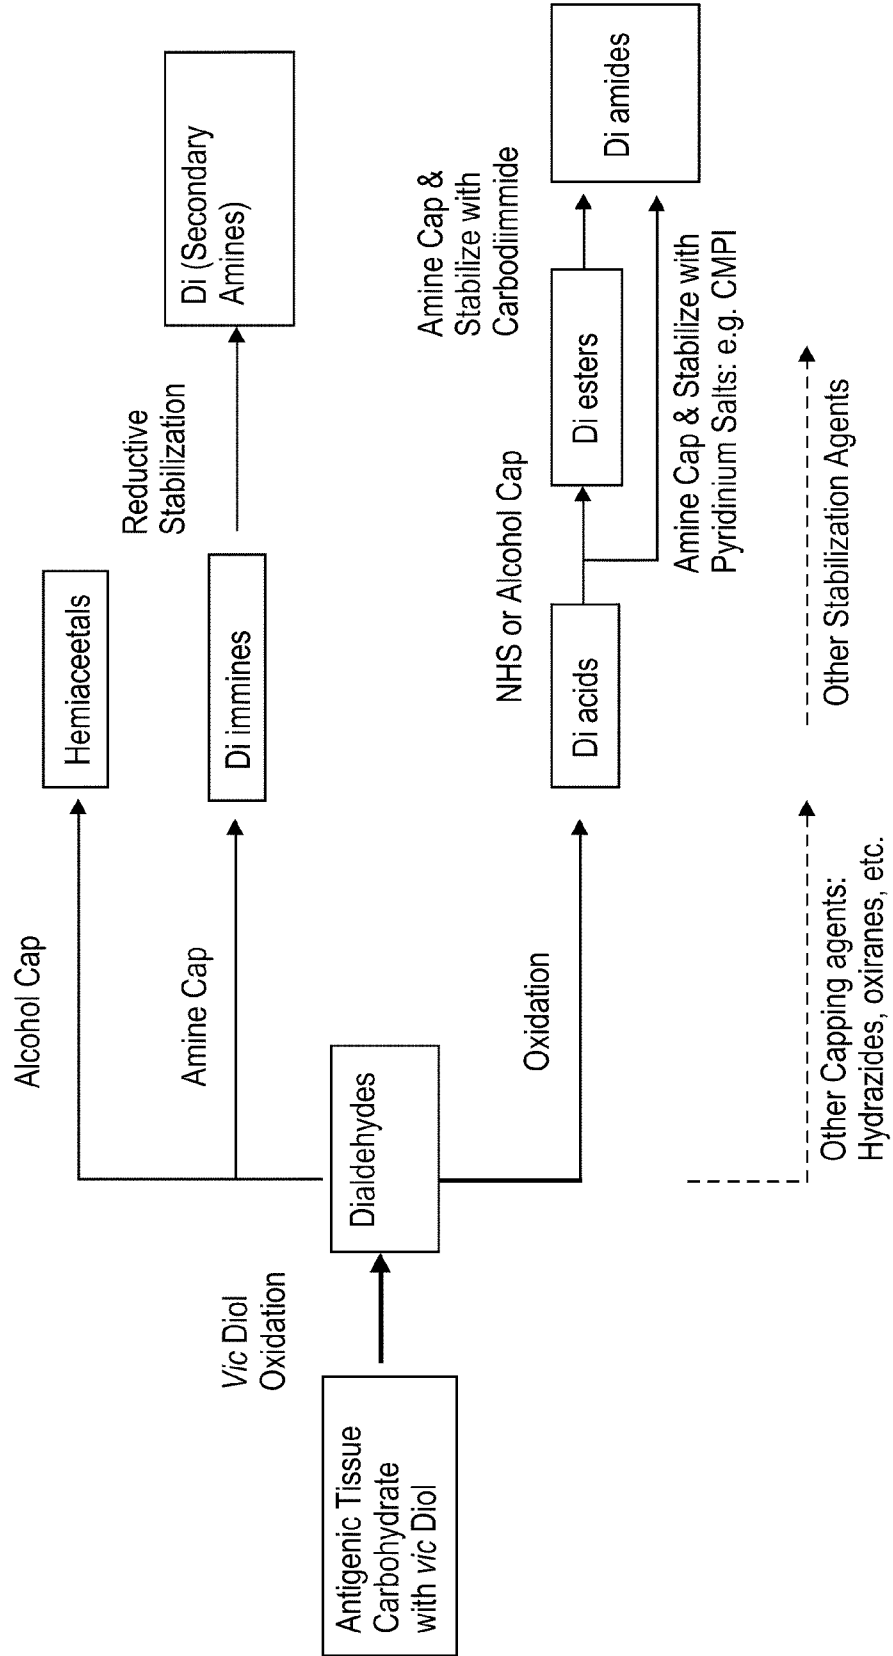 Antigenic Tissue
Carbohydrate
with vic Diol
Vic Diol
Oxidation
Dialdehydes
Alcohol Cap
Hemiaceetals
Amine Cap
Di immines
Reductive
Stabilization
Di (Secondary
Amines)
Oxidation
Di acids
NHS or Alcohol Cap
Di esters
Amine Cap &
Stabilize with
Carbodiimmide
Di amides
Amine Cap & Stabilize with
Pyridinium Salts: e.g. CMPI
Other Capping agents:
Hydrazides, oxiranes, etc.
Other Stabilization Agents